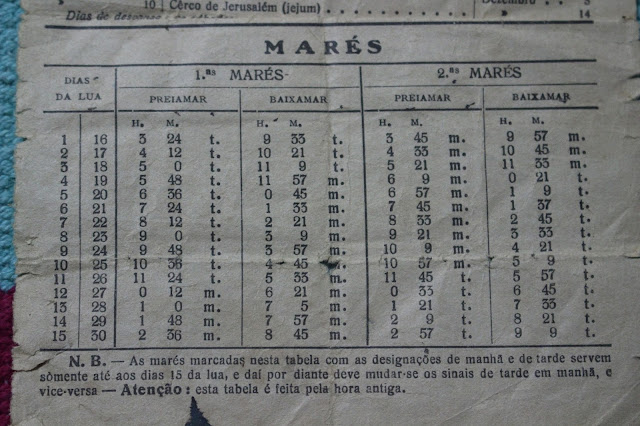 10 | Cêrco de Jerusalém (jejum)
14
MARÉS
DIAS DA LUA | 1.as MARÉS | 2.as MARÉS
PREIAMAR | BAIXAMAR | PREIAMAR | BAIXAMAR
H. M. | H. M. | H. M. | H. M.
1 | 16 | 3 24 t. | 9 33 t. | 3 45 m. | 9 57 m.
2 | 17 | 4 12 t. | 10 21 t. | 4 33 m. | 10 45 m.
3 | 18 | 5 0 t. | 11 9 t. | 5 21 m. | 11 33 m.
4 | 19 | 5 48 t. | 11 57 m. | 6 9 m. | 0 21 t.
5 | 20 | 6 36 t. | 0 45 m. | 6 57 m. | 1 9 t.
6 | 21 | 7 24 t. | 1 33 m. | 7 45 m. | 1 37 t.
7 | 22 | 8 12 t. | 2 21 m. | 8 33 m. | 2 45 t.
8 | 23 | 9 0 t. | 3 9 m. | 9 21 m. | 3 33 t.
9 | 24 | 9 48 t. | 3 57 m. | 10 9 m. | 4 21 t.
10 | 25 | 10 36 t. | 4 45 m. | 10 57 m. | 5 9 t.
11 | 26 | 11 24 t. | 5 33 m. | 11 45 m. | 5 57 t.
12 | 27 | 0 12 m. | 6 21 m. | 0 33 t. | 6 45 t.
13 | 28 | 1 0 m. | 7 5 m. | 1 21 t. | 7 33 t.
14 | 29 | 1 48 m. | 7 57 m. | 2 9 t. | 8 21 t.
15 | 30 | 2 36 m. | 8 45 m. | 2 57 t. | 9 9 t.
N. B. — As marés marcadas nesta tabela com as designações de manhã e de tarde servem
sòmente até aos dias 15 da lua, e daí por diante deve mudar-se os sinais de tarde em manhã, e
vice-versa — Atenção : esta tabela é feita pela hora antiga.